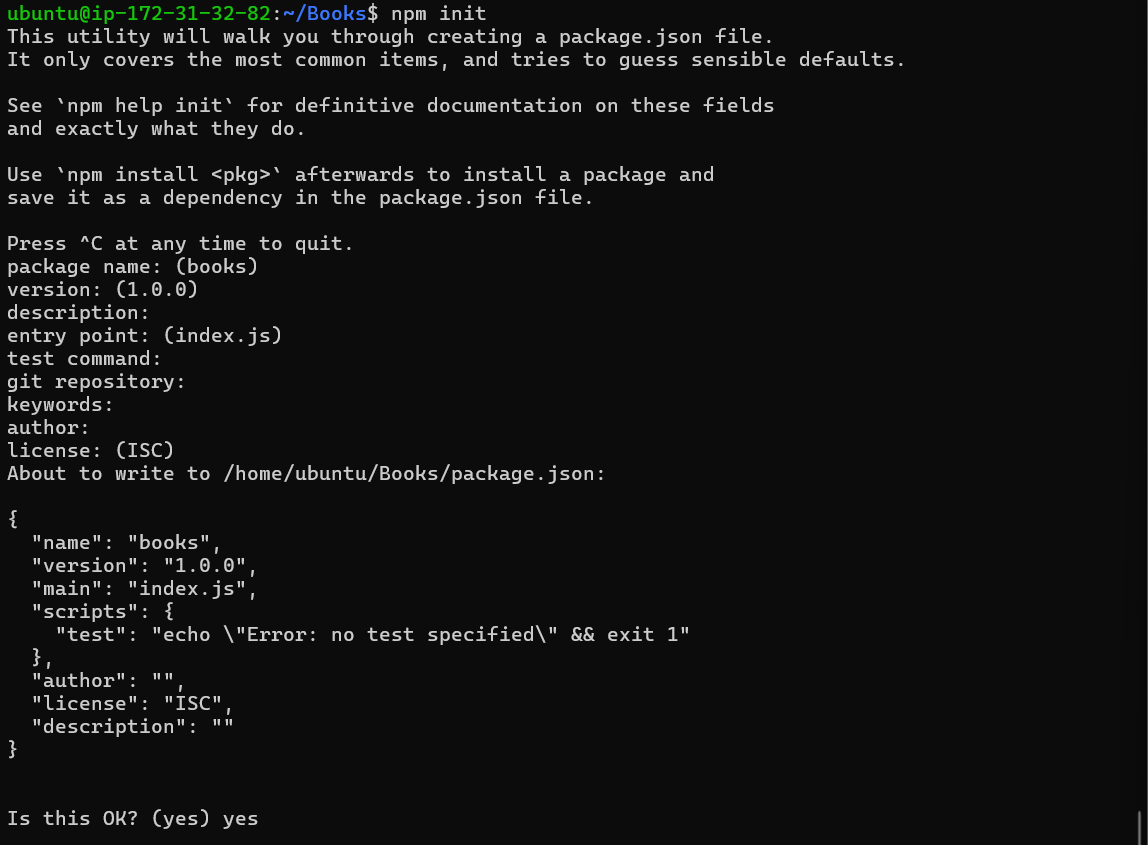 ubuntu@ip-172-31-32-82:~/Books$ npm init
This utility will walk you through creating a package.json file.
It only covers the most common items, and tries to guess sensible defaults.

See `npm help init` for definitive documentation on these fields
and exactly what they do.

Use `npm install <pkg>` afterwards to install a package and
save it as a dependency in the package.json file.

Press ^C at any time to quit.
package name: (books)
version: (1.0.0)
description:
entry point: (index.js)
test command:
git repository:
keywords:
author:
license: (ISC)
About to write to /home/ubuntu/Books/package.json:

{
  "name": "books",
  "version": "1.0.0",
  "main": "index.js",
  "scripts": {
    "test": "echo \"Error: no test specified\" && exit 1"
  },
  "author": "",
  "license": "ISC",
  "description": ""
}


Is this OK? (yes) yes